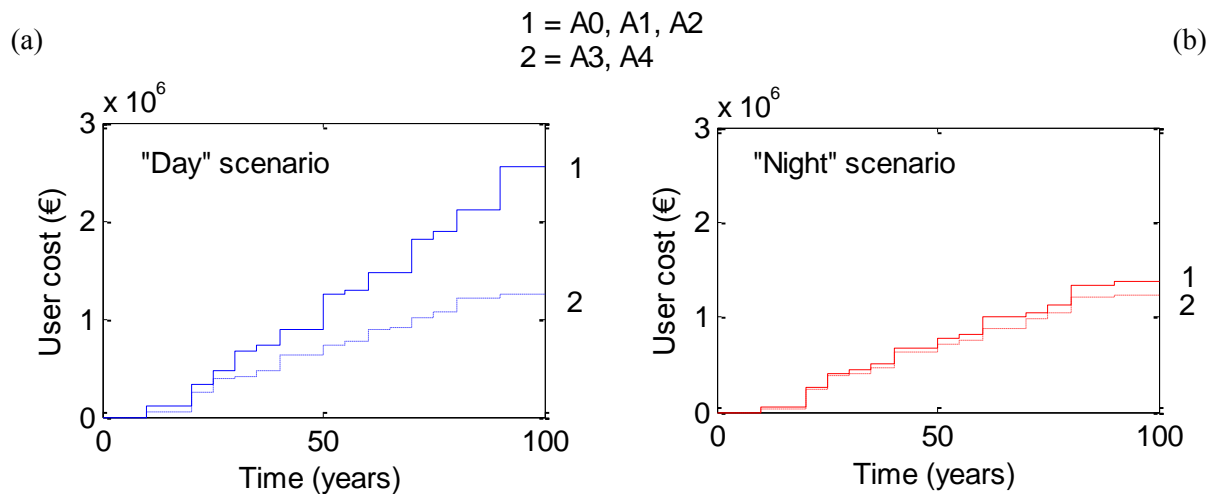 1 = A0, A1, A2
2 = A3, A4
(a)
(b)
x 10^6
3
2
1
0
0
50
100
"Day" scenario
1
2
User cost (€)
Time (years)
x 10^6
3
2
1
0
0
50
100
"Night" scenario
1
2
User cost (€)
Time (years)